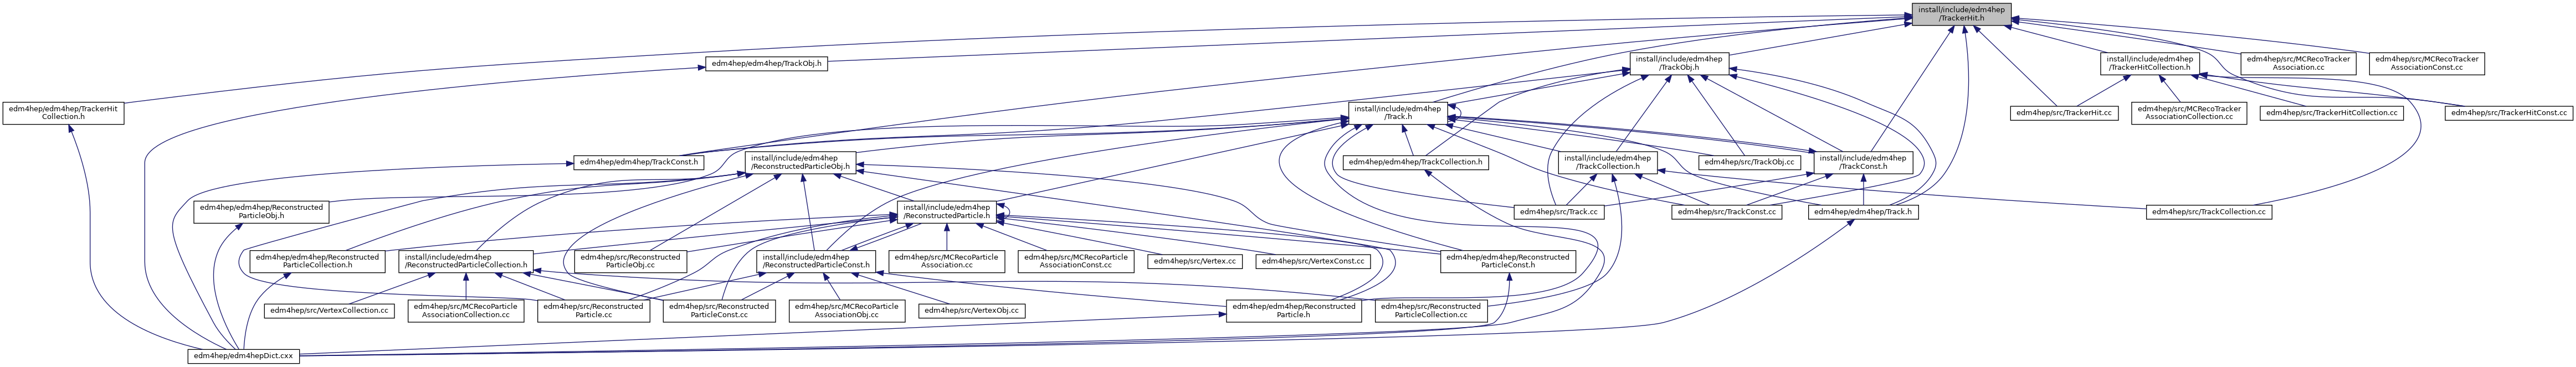 install/include/edm4hep
/TrackerHit.h
edm4hep/edm4hep/TrackObj.h
install/include/edm4hep
/TrackObj.h
install/include/edm4hep
/TrackerHitCollection.h
edm4hep/src/MCRecoTracker
Association.cc
edm4hep/src/MCRecoTracker
AssociationConst.cc
edm4hep/edm4hep/TrackerHit
Collection.h
install/include/edm4hep
/Track.h
edm4hep/src/TrackerHit.cc
edm4hep/src/MCRecoTracker
AssociationCollection.cc
edm4hep/src/TrackerHitCollection.cc
edm4hep/src/TrackerHitConst.cc
edm4hep/edm4hep/TrackConst.h
install/include/edm4hep
/ReconstructedParticleObj.h
edm4hep/edm4hep/TrackCollection.h
install/include/edm4hep
/TrackCollection.h
edm4hep/src/TrackObj.cc
install/include/edm4hep
/TrackConst.h
edm4hep/edm4hep/Reconstructed
ParticleObj.h
install/include/edm4hep
/ReconstructedParticle.h
edm4hep/src/Track.cc
edm4hep/src/TrackConst.cc
edm4hep/edm4hep/Track.h
edm4hep/src/TrackCollection.cc
edm4hep/edm4hep/Reconstructed
ParticleCollection.h
install/include/edm4hep
/ReconstructedParticleCollection.h
edm4hep/src/Reconstructed
ParticleObj.cc
install/include/edm4hep
/ReconstructedParticleConst.h
edm4hep/src/MCRecoParticle
Association.cc
edm4hep/src/MCRecoParticle
AssociationConst.cc
edm4hep/src/Vertex.cc
edm4hep/src/VertexConst.cc
edm4hep/edm4hep/Reconstructed
ParticleConst.h
edm4hep/src/VertexCollection.cc
edm4hep/src/MCRecoParticle
AssociationCollection.cc
edm4hep/src/Reconstructed
Particle.cc
edm4hep/src/Reconstructed
ParticleConst.cc
edm4hep/src/MCRecoParticle
AssociationObj.cc
edm4hep/src/VertexObj.cc
edm4hep/edm4hep/Reconstructed
Particle.h
edm4hep/src/Reconstructed
ParticleCollection.cc
edm4hep/edm4hepDict.cxx